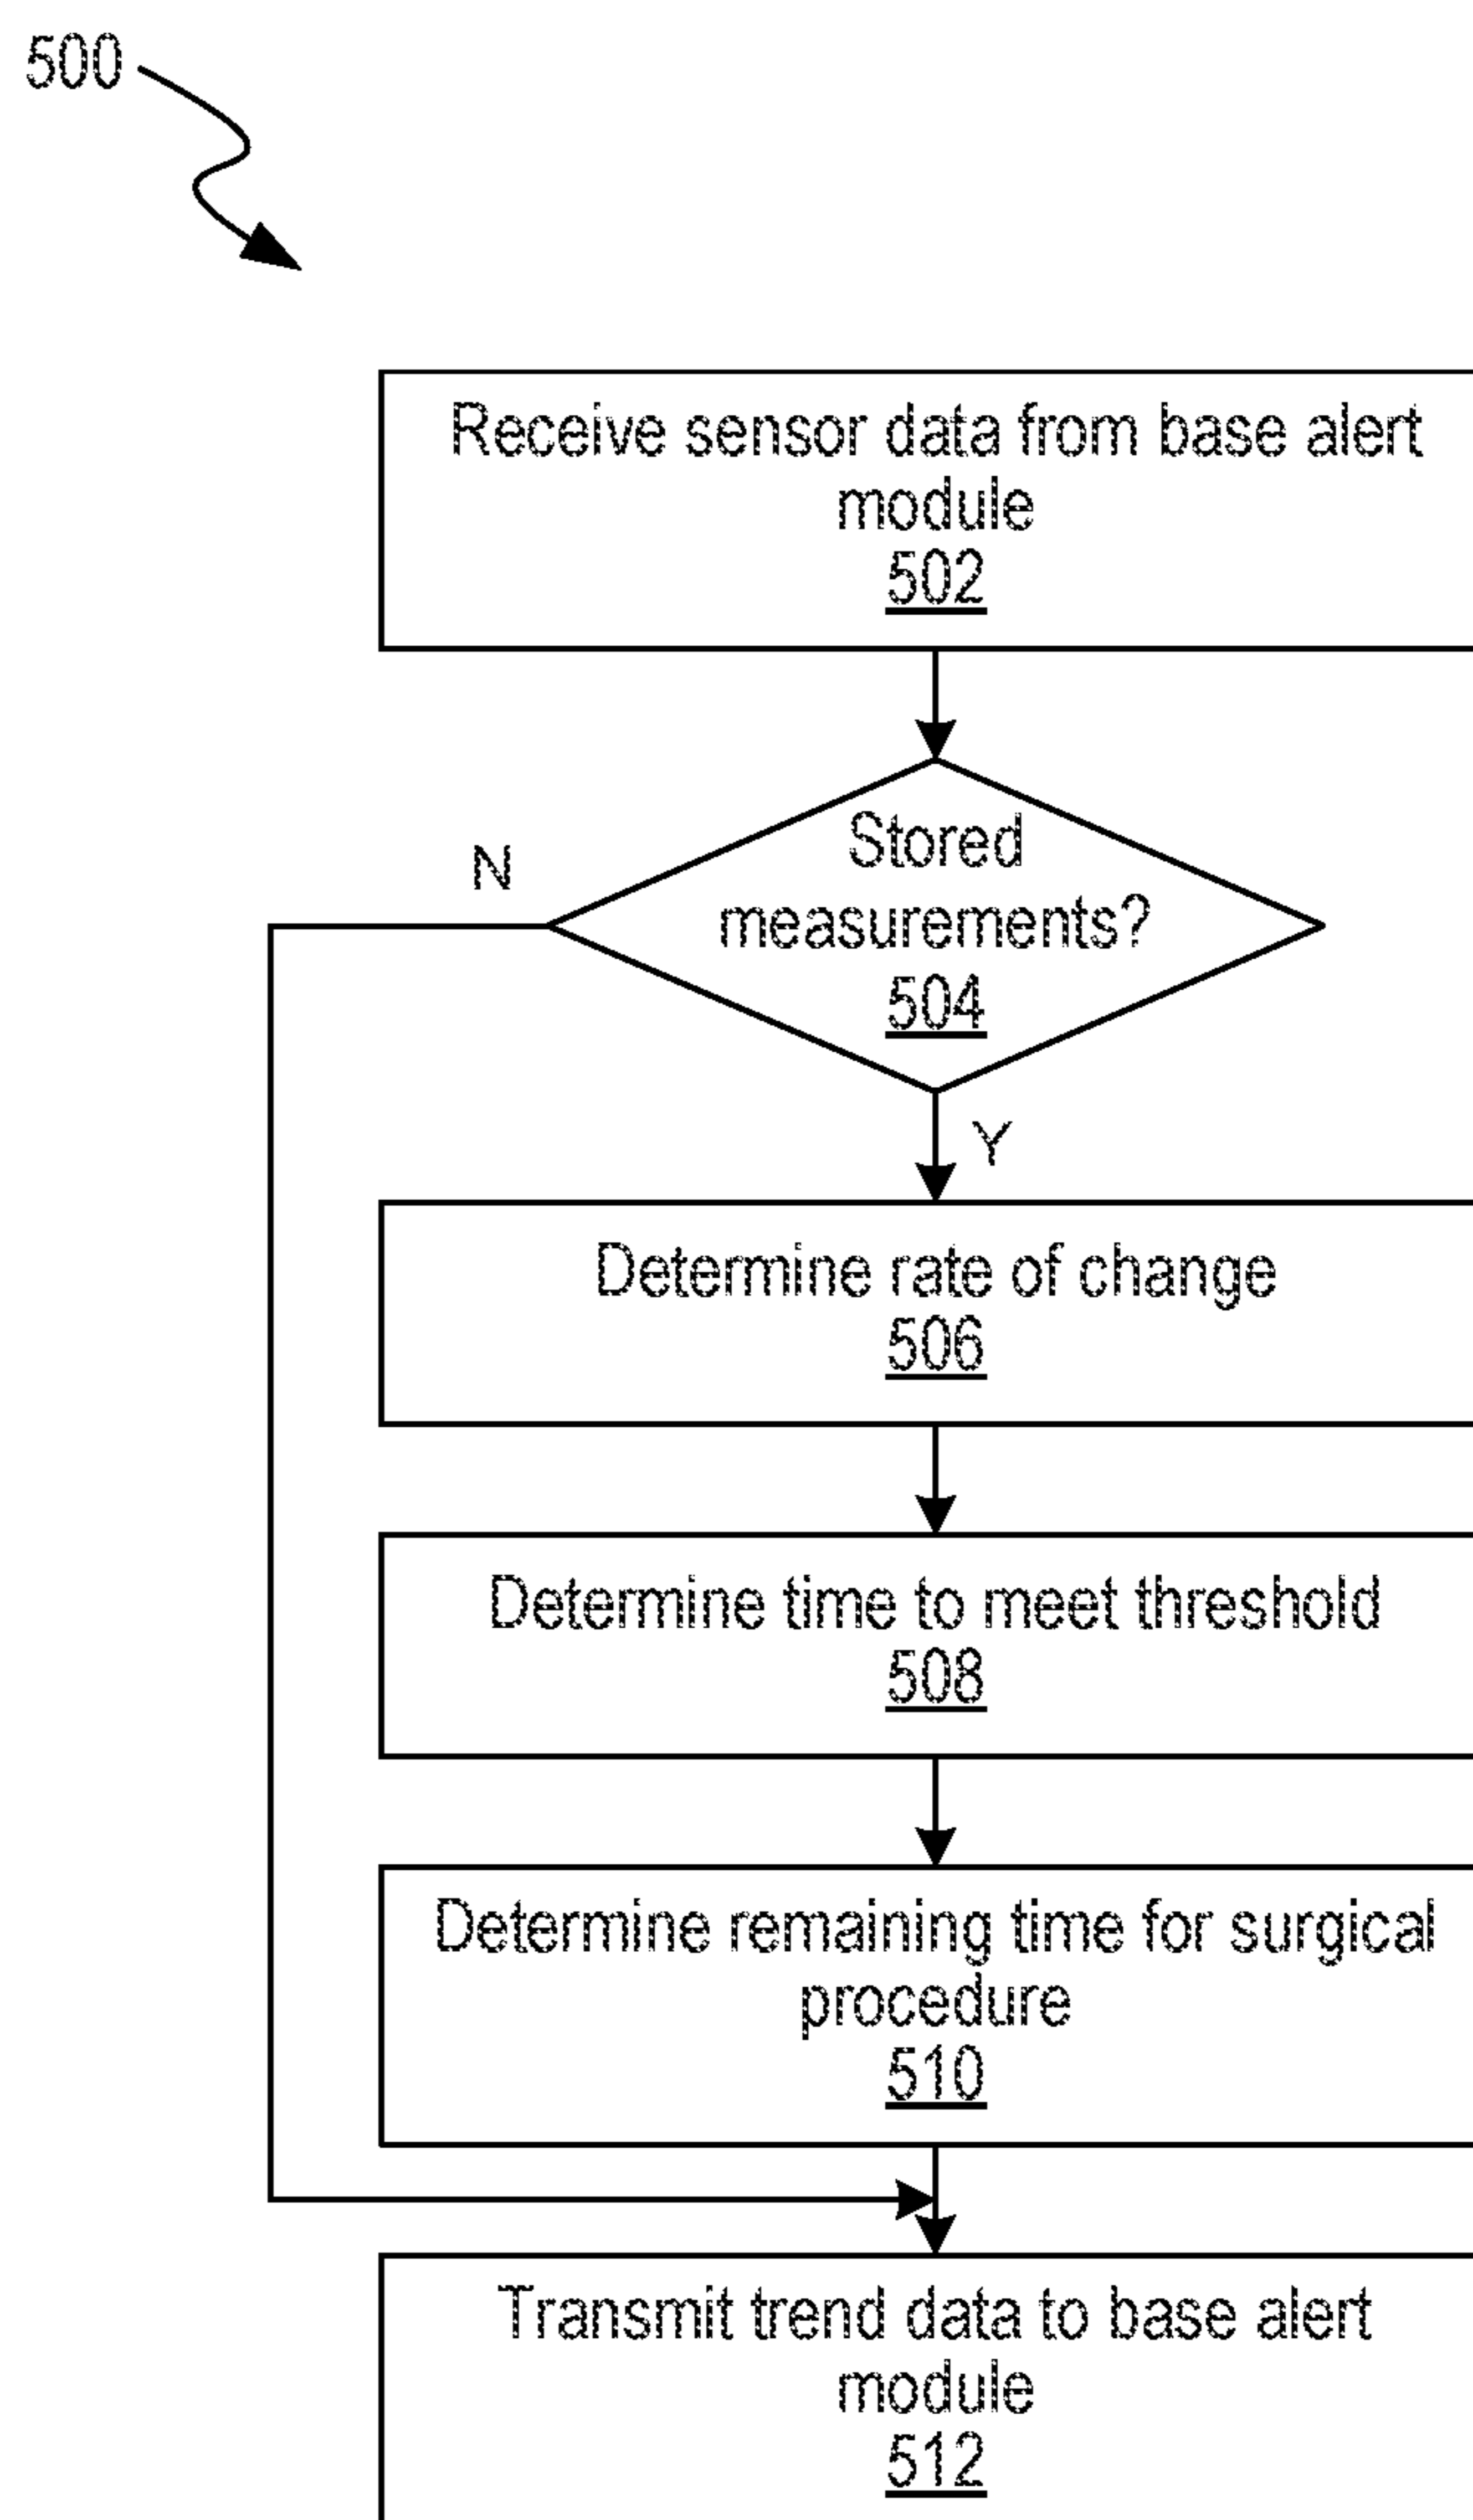 500
Receive sensor data from base alert
module
502
Stored
measurements?
504
N
Y
Determine rate of change
506
Determine time to meet threshold
508
Determine remaining time for surgical
procedure
510
Transmit trend data to base alert
module
512